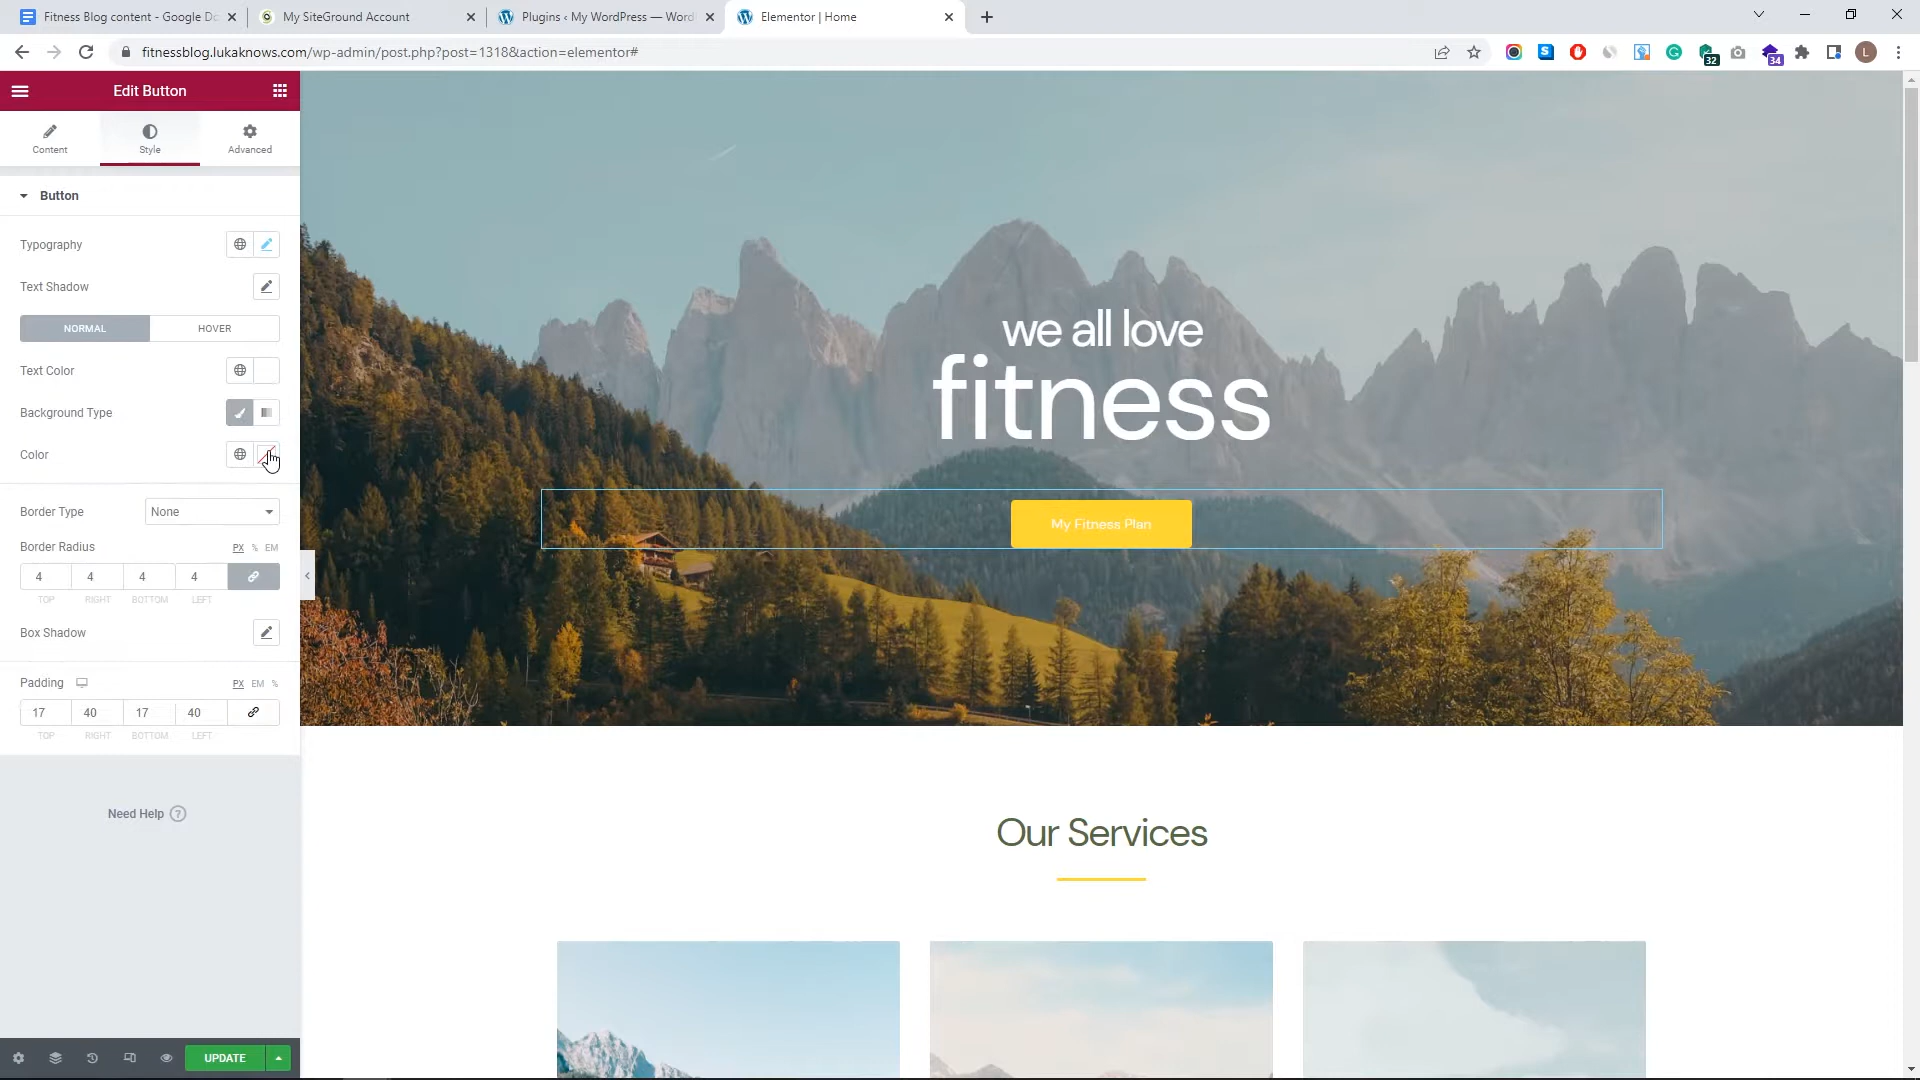 Fitness Blog content - Google Do
My SiteGround Account
Plugins ‹ My WordPress — Word
Elementor | Home
fitnessblog.lukaknows.com/wp-admin/post.php?post=1318&action=elementor#
32
34
L
Edit Button
Content
Style
Advanced
Button
Typography
Text Shadow
NORMAL
HOVER
Text Color
Background Type
Color
Border Type
None
Border Radius
PX % EM
4 4 4 4
TOP RIGHT BOTTOM LEFT
Box Shadow
Padding
PX EM %
17 40 17 40
TOP RIGHT BOTTOM LEFT
Need Help ?
UPDATE
we all love
fitness
My Fitness Plan
Our Services